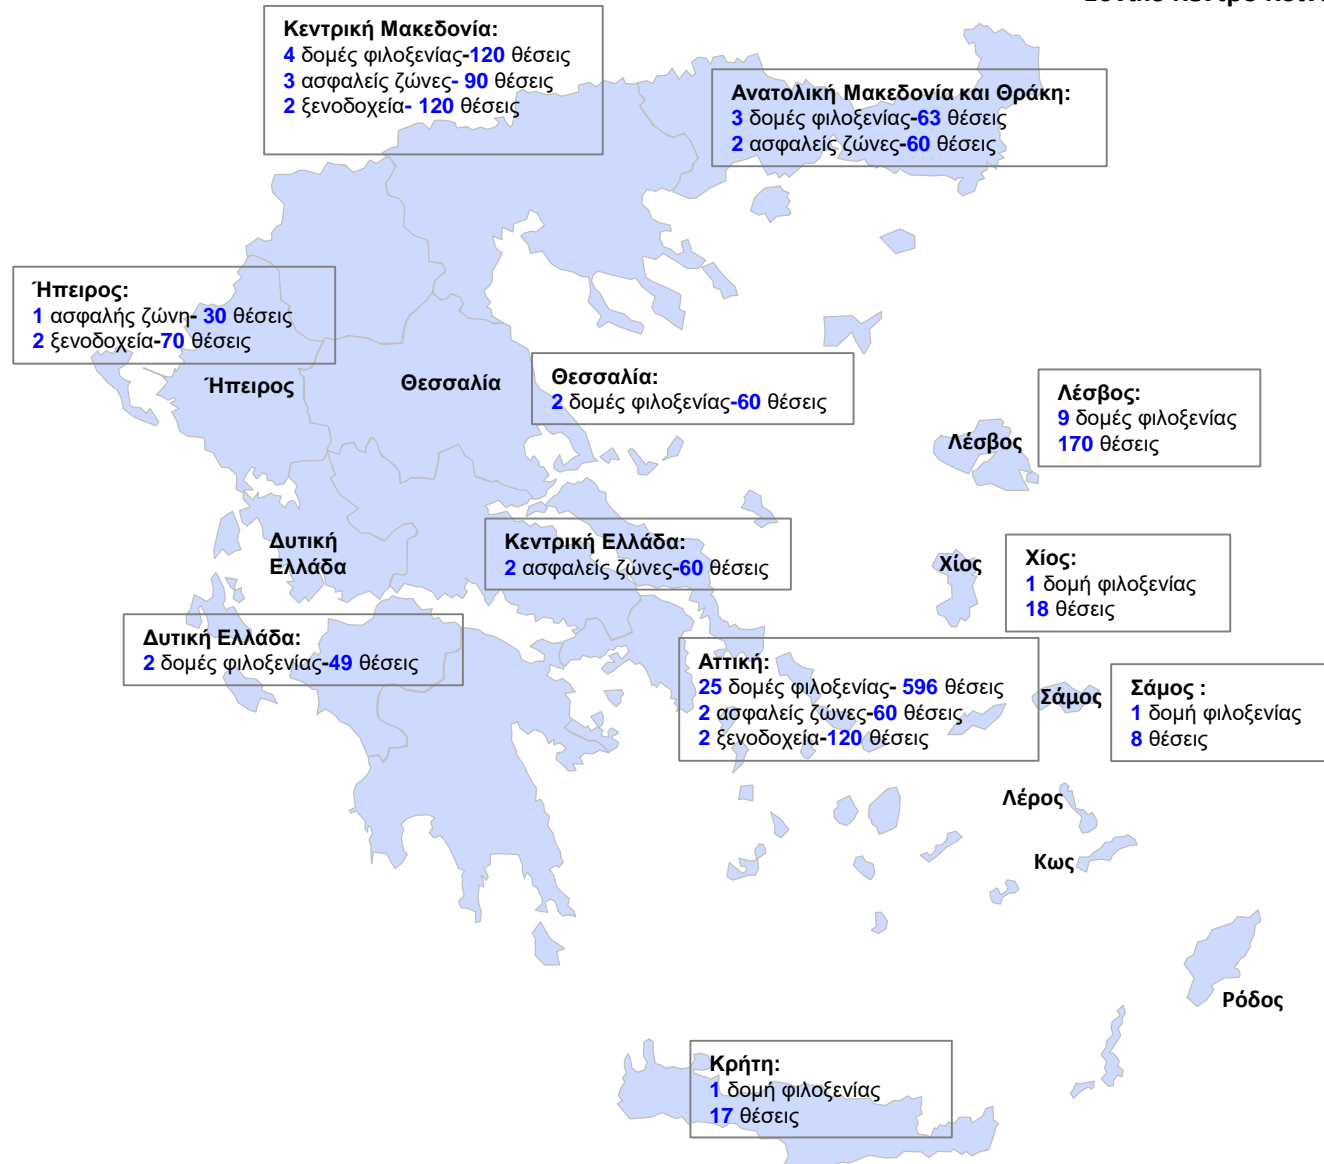 Κεντρική Μακεδονία:
4 δομές φιλοξενίας-120 θέσεις
3 ασφαλείς ζώνες- 90 θέσεις
2 ξενοδοχεία- 120 θέσεις
Ανατολική Μακεδονία και Θράκη:
3 δομές φιλοξενίας-63 θέσεις
2 ασφαλείς ζώνες-60 θέσεις
Ήπειρος:
1 ασφαλής ζώνη- 30 θέσεις
2 ξενοδοχεία-70 θέσεις
Ήπειρος
Θεσσαλία
Θεσσαλία:
2 δομές φιλοξενίας-60 θέσεις
Λέσβος
Λέσβος:
9 δομές φιλοξενίας
170 θέσεις
Δυτική
Ελλάδα
Κεντρική Ελλάδα:
2 ασφαλείς ζώνες-60 θέσεις
Χίος
Χίος:
1 δομή φιλοξενίας
18 θέσεις
Δυτική Ελλάδα:
2 δομές φιλοξενίας-49 θέσεις
Αττική:
25 δομές φιλοξενίας- 596 θέσεις
2 ασφαλείς ζώνες-60 θέσεις
2 ξενοδοχεία-120 θέσεις
Σάμος
Σάμος :
1 δομή φιλοξενίας
8 θέσεις
Λέρος
Κως
Ρόδος
Κρήτη:
1 δομή φιλοξενίας
17 θέσεις